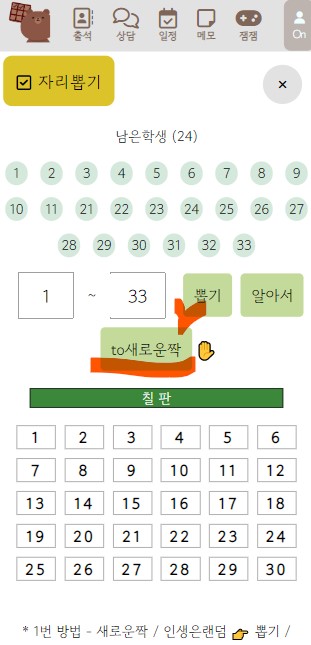 출석 상담 일정 메모 잼잼 On
자리뽑기 ×
남은학생 (24)
1 2 3 4 5 6 7 8 9
10 11 21 22 23 24 25 26 27
28 29 30 31 32 33
1 ~ 33 뽑기 알아서
to새로운짝
칠 판
1 2 3 4 5 6
7 8 9 10 11 12
13 14 15 16 17 18
19 20 21 22 23 24
25 26 27 28 29 30
* 1번 방법 - 새로운짝 / 인생은랜덤 👉 뽑기 /